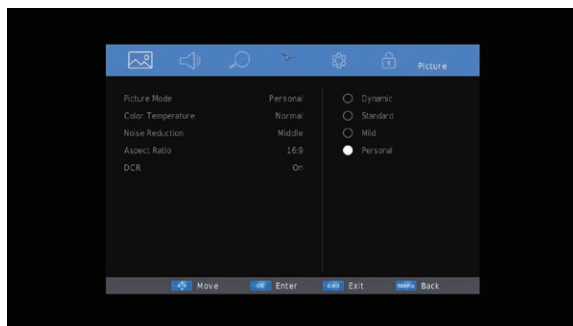 Picture
Picture Mode Personal
Color Temperature Normal
Noise Reduction Middle
Aspect Ratio 16:9
DCR On
Dynamic
Standard
Mild
Personal
Move OK Enter EXIT Exit Menu Back